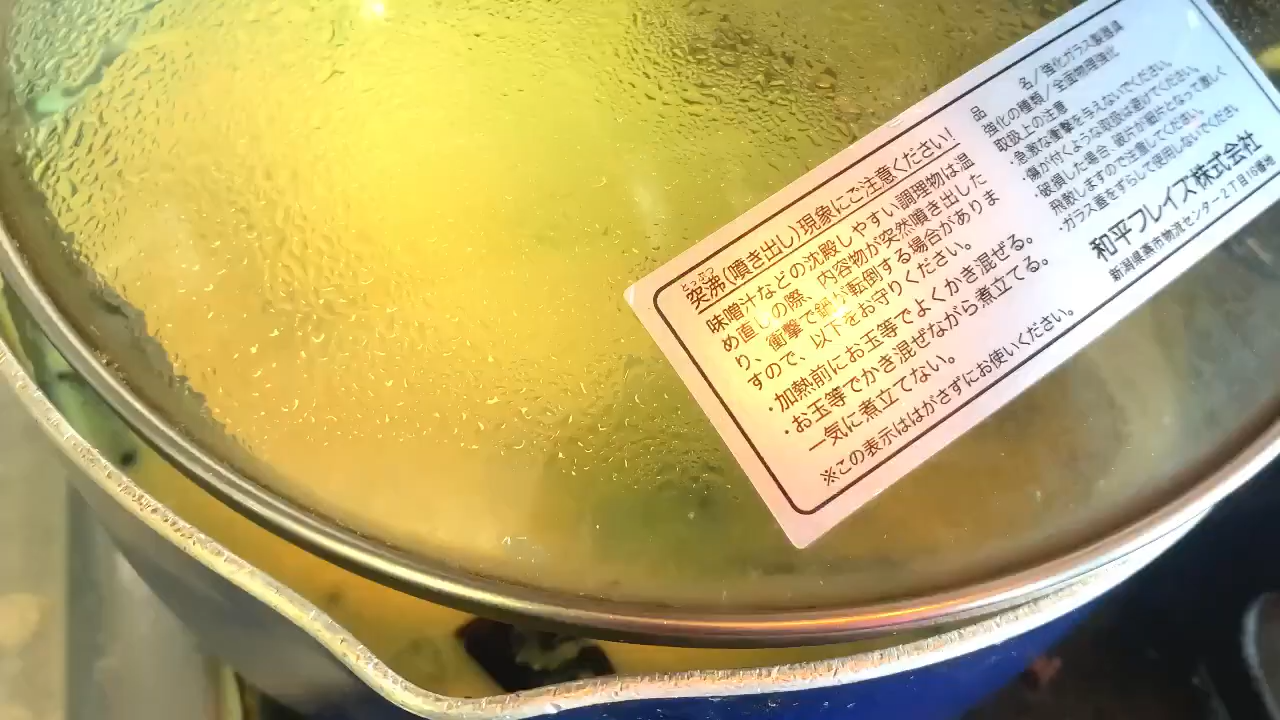 突沸(噴き出し)現象にご注意ください!
とっぷつ
味噌汁などの沈殿しやすい調理物は温
め直しの際、内容物が突然噴き出した
り、衝撃で鍋が転倒する場合がありま
すので、以下をお守りください。
・加熱前にお玉等でよくかき混ぜる。
・お玉等でかき混ぜながら煮立てる。
一気に煮立てない。
※この表示ははがさずにお使いください。
品 名/強化ガラス製器具
強化の種類/全面物理強化
取扱上の注意
・急激な衝撃を与えないでください。
・傷が付くような取扱は避けてください。
・破損した場合、破片が細片となって激しく
飛散しますので注意してください。
・ガラス蓋をずらして使用しないでください
和平フレイズ株式会社
新潟県燕市物流センター2丁目16番地